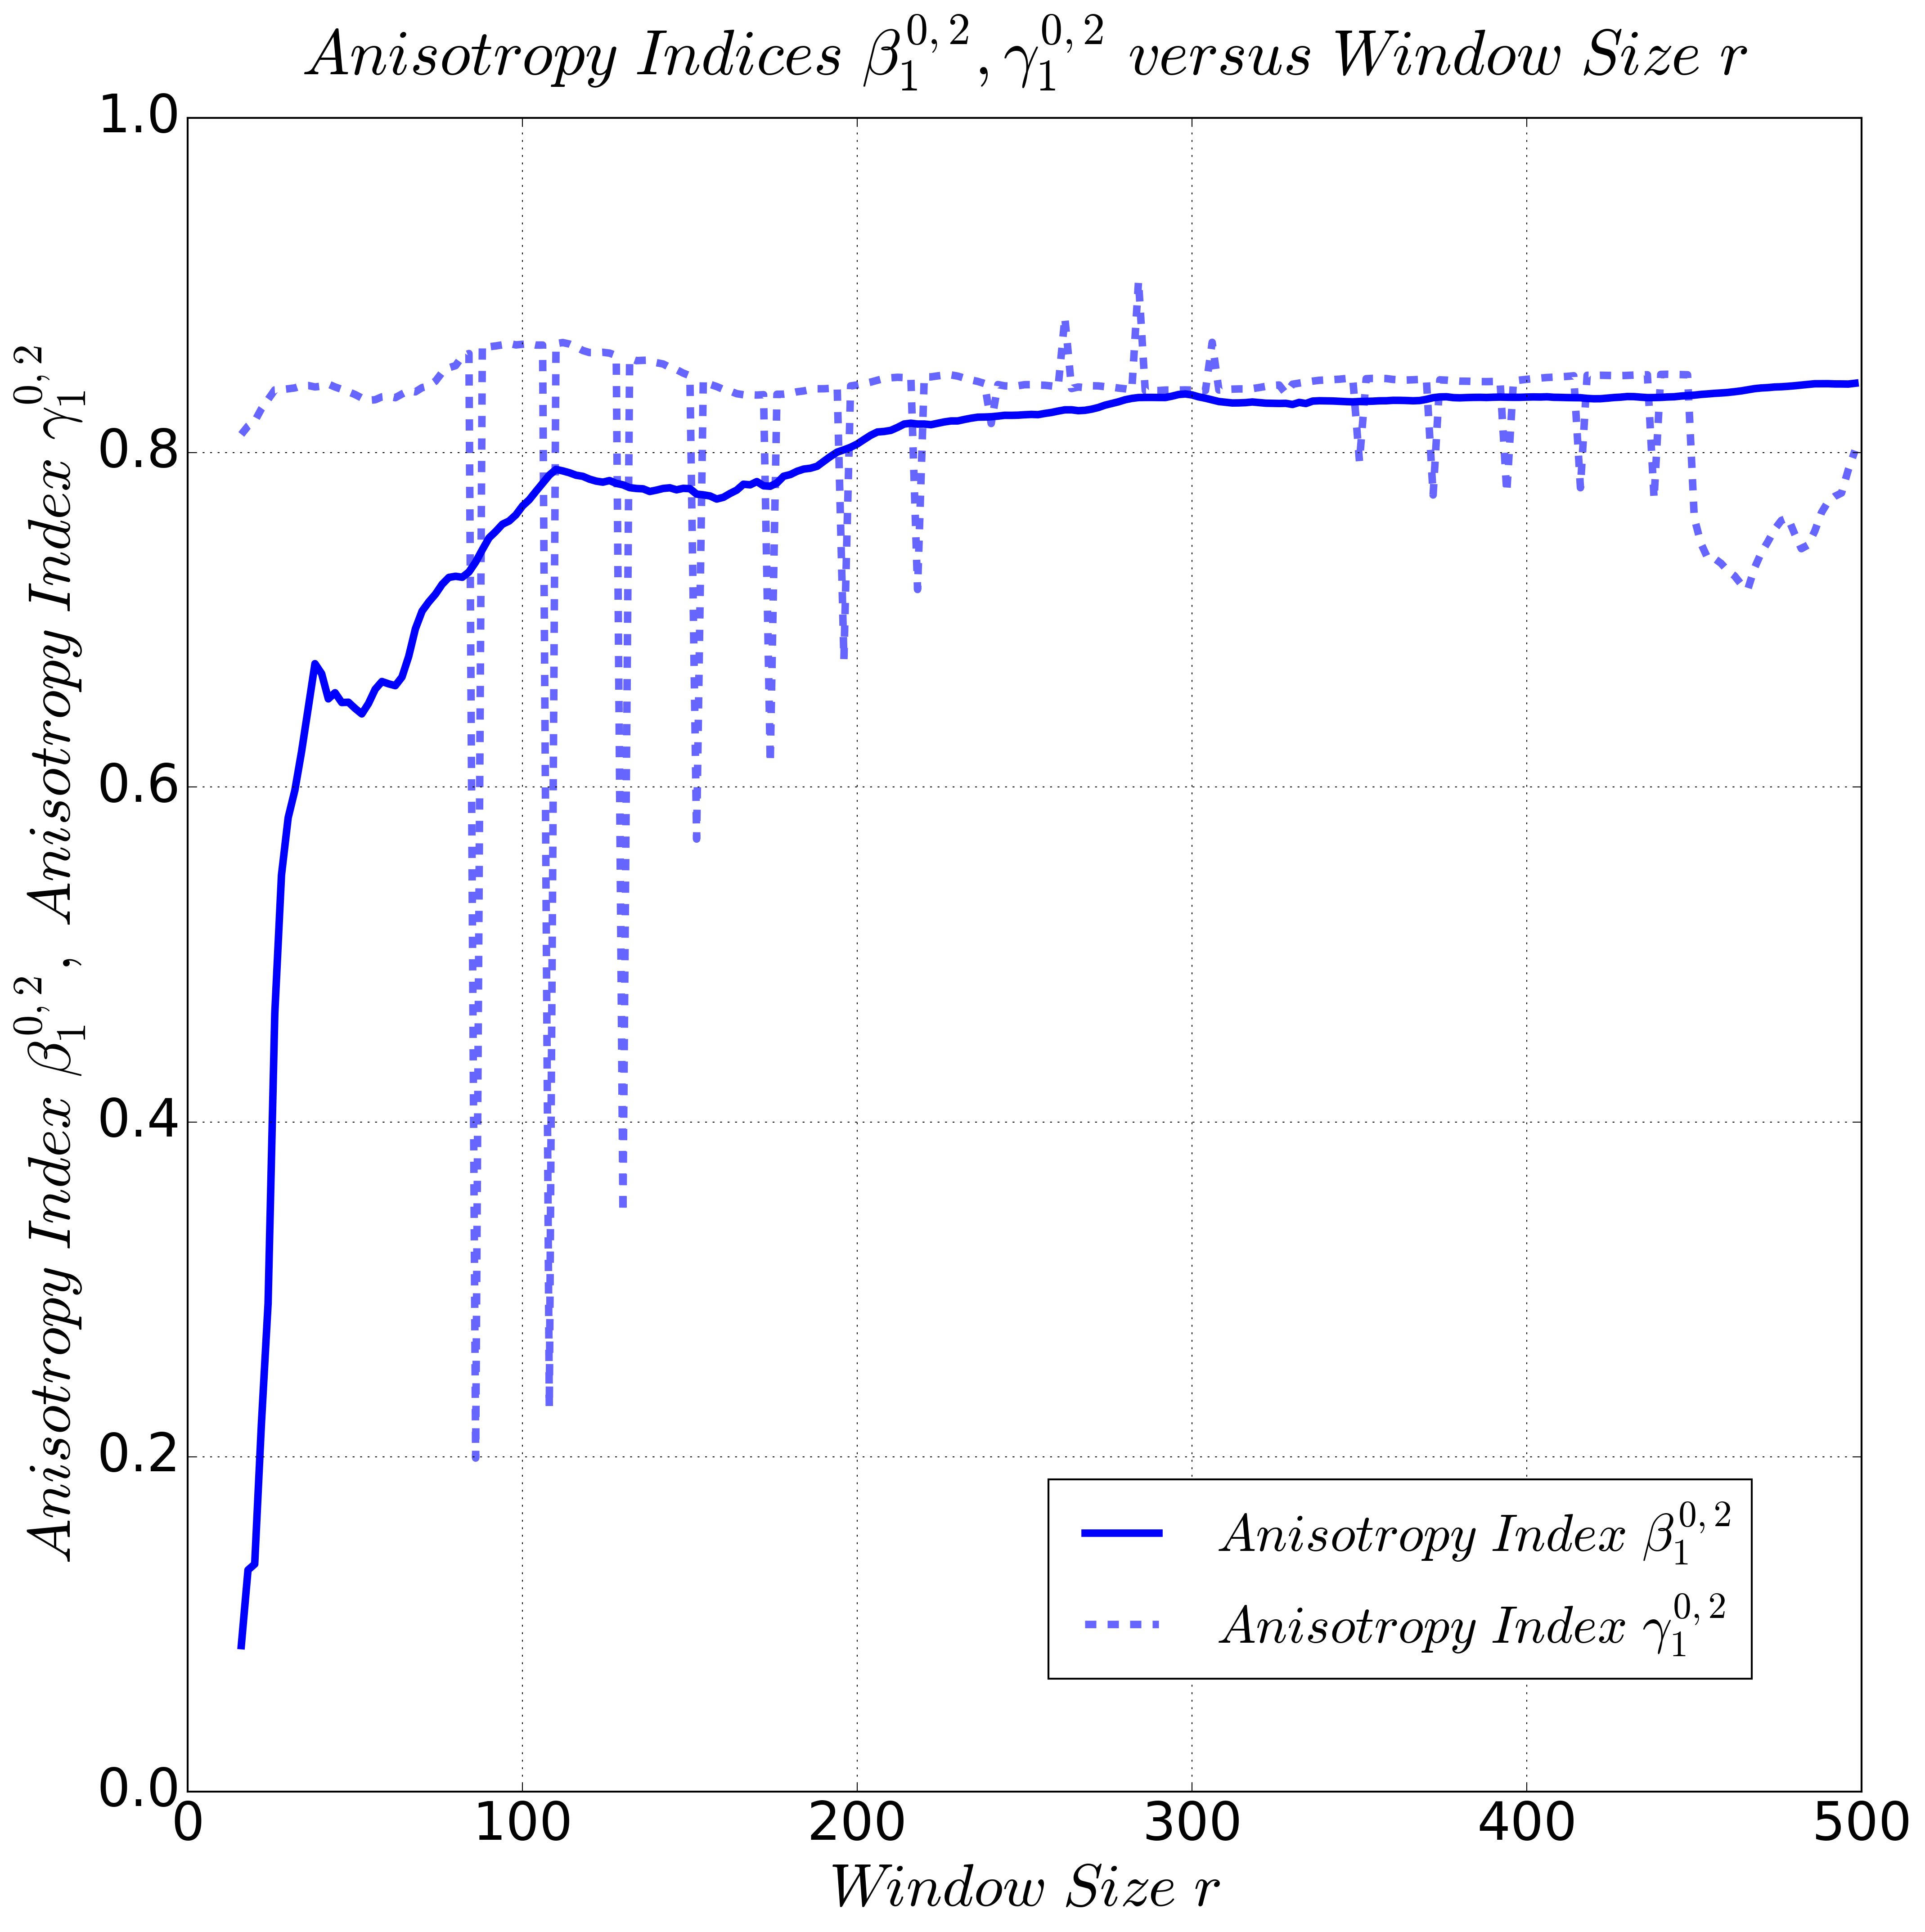 Anisotropy Indices β₁^{0,2}, γ₁^{0,2} versus Window Size r
Anisotropy Index β₁^{0,2}, Anisotropy Index γ₁^{0,2}
1.0
0.8
0.6
0.4
0.2
0.0
0 100 200 300 400 500
Anisotropy Index β₁^{0,2}
Anisotropy Index γ₁^{0,2}
Window Size r